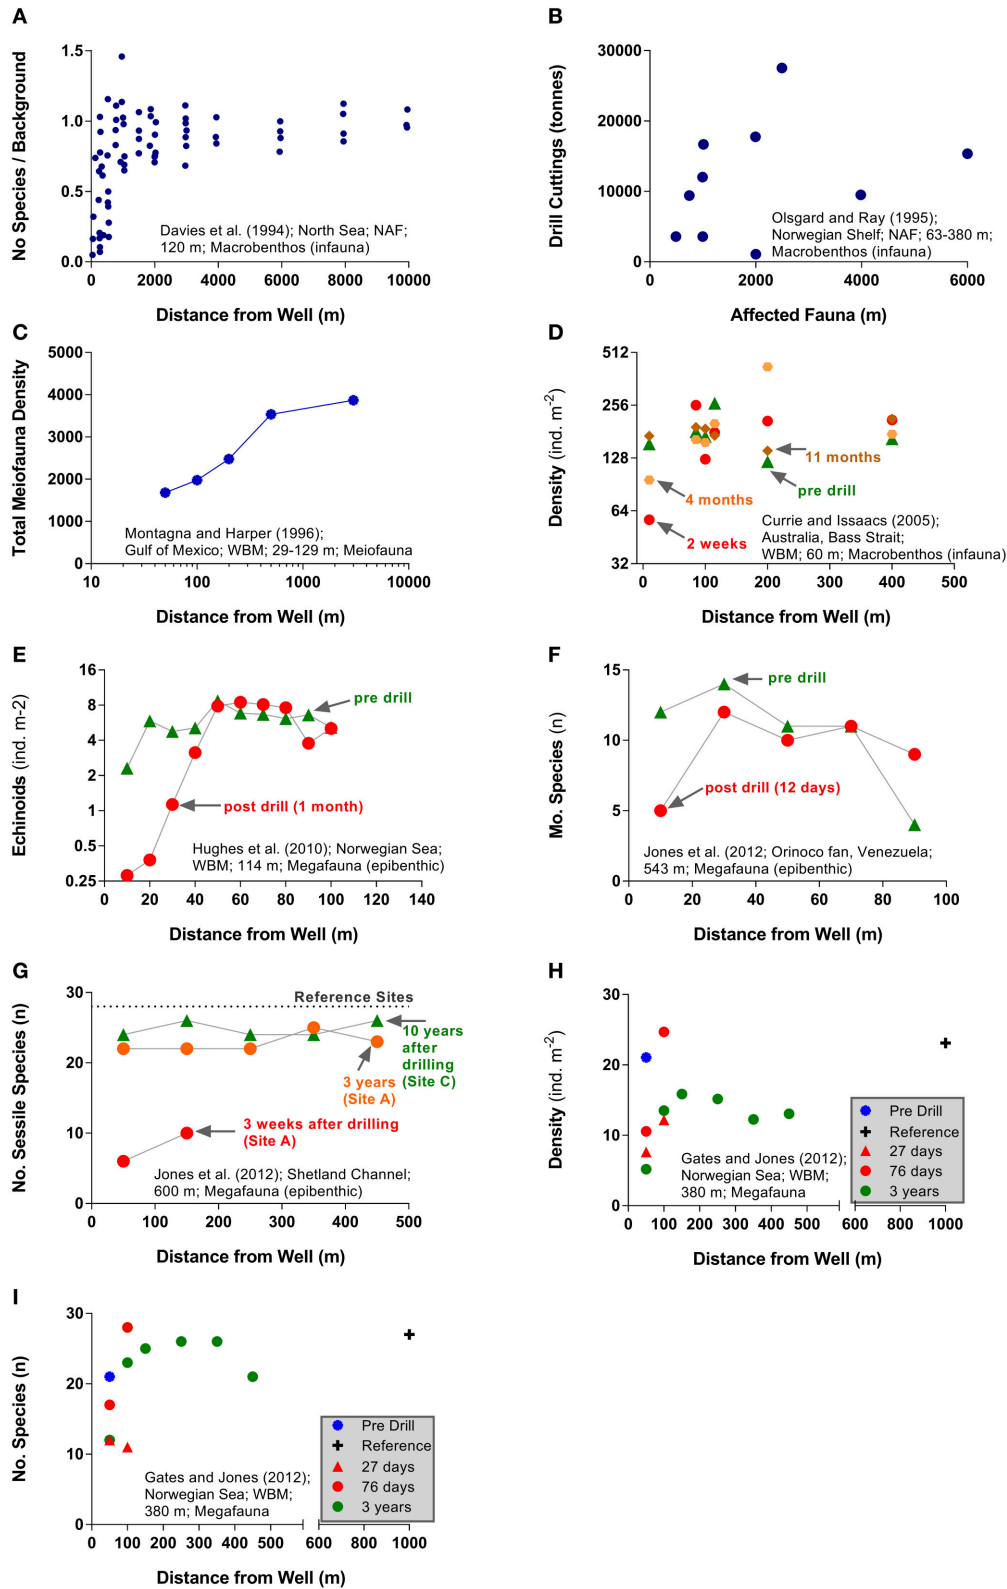 A
No Species / Background
1.5
1.0
0.5
0.0
0 2000 4000 6000 8000 10000
Distance from Well (m)
Davies et al. (1994); North Sea; NAF;
120 m; Macrobenthos (infauna)
B
Drill Cuttings (tonnes)
30000
20000
10000
0
0 2000 4000 6000
Affected Fauna (m)
Olsgard and Ray (1995);
Norwegian Shelf; NAF; 63-380 m;
Macrobenthos (infauna)
C
Total Meiofauna Density
5000
4000
3000
2000
1000
0
10 100 1000 10000
Distance from Well (m)
Montagna and Harper (1996);
Gulf of Mexico; WBM; 29-129 m; Meiofauna
D
Density (ind. m-2)
512
256
128
64
32
0 100 200 300 400 500
Distance from Well (m)
11 months
pre drill
4 months
2 weeks
Currie and Issaacs (2005);
Australia, Bass Strait;
WBM; 60 m; Macrobenthos (infauna)
E
Echinoids (ind. m-2)
16
8
4
2
1
0.5
0.25
0 20 40 60 80 100 120 140
Distance from Well (m)
pre drill
post drill (1 month)
Hughes et al. (2010); Norwegian Sea;
WBM; 114 m; Megafauna (epibenthic)
F
Mo. Species (n)
15
10
5
0
0 20 40 60 80 100
Distance from Well (m)
pre drill
post drill (12 days)
Jones et al. (2012; Orinoco fan, Venezuela;
543 m; Megafauna (epibenthic)
G
No. Sessile Species (n)
30
20
10
0
0 100 200 300 400 500
Distance from Well (m)
Reference Sites
10 years
after
drilling
(Site C)
3 years
(Site A)
3 weeks after drilling
(Site A)
Jones et al. (2012); Shetland Channel;
600 m; Megafauna (epibenthic)
H
Density (ind. m-2)
30
20
10
0
0 100 200 300 400 500 600 800 1000
Distance from Well (m)
Gates and Jones (2012);
Norwegian Sea; WBM;
380 m; Megafauna
Pre Drill
Reference
27 days
76 days
3 years
I
No. Species (n)
30
20
10
0
0 100 200 300 400 500 600 800 1000
Distance from Well (m)
Gates and Jones (2012);
Norwegian Sea; WBM;
380 m; Megafauna
Pre Drill
Reference
27 days
76 days
3 years